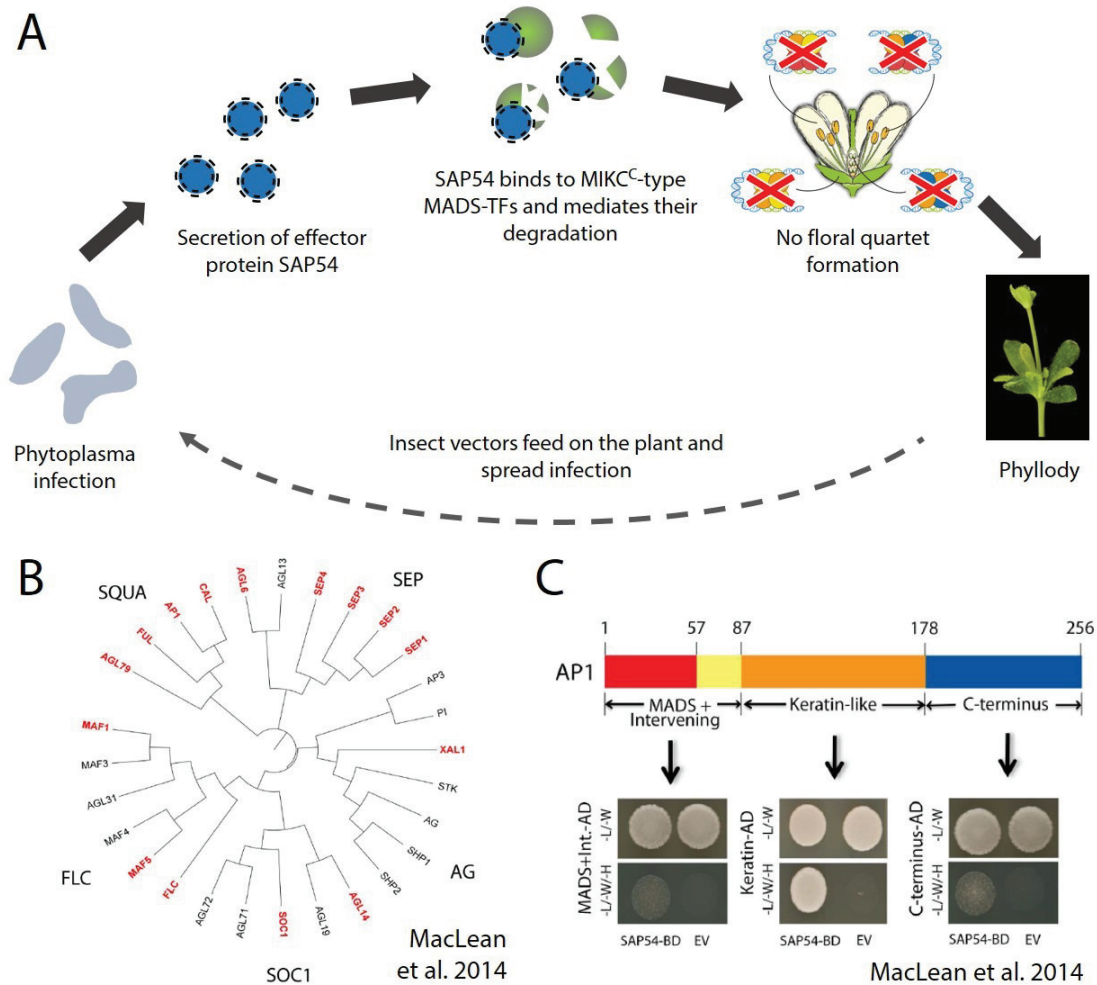 A
Secretion of effector
protein SAP54
SAP54 binds to MIKCᶜ-type
MADS-TFs and mediates their
degradation
No floral quartet
formation
Phytoplasma
infection
Insect vectors feed on the plant and
spread infection
Phyllody
B
SQUA
SEP
AGL79
FUL
AP1
CAL
AGL6
AGL13
SEP4
SEP3
SEP2
SEP1
AP3
PI
XAL1
STK
AG
SHP1
SHP2
AG
AGL14
AGL19
SOC1
AGL71
AGL72
SOC1
FLC
MAF5
MAF4
AGL31
MAF3
MAF1
FLC
MacLean
et al. 2014
C
1 57 87 178 256
AP1
MADS +
Intervening
Keratin-like
C-terminus
MADS+Int.-AD
-L/-W
-L/-W/-H
SAP54-BD EV
Keratin-AD
-L/-W
-L/-W/-H
SAP54-BD EV
C-terminus-AD
-L/-W
-L/-W/-H
SAP54-BD EV
MacLean et al. 2014